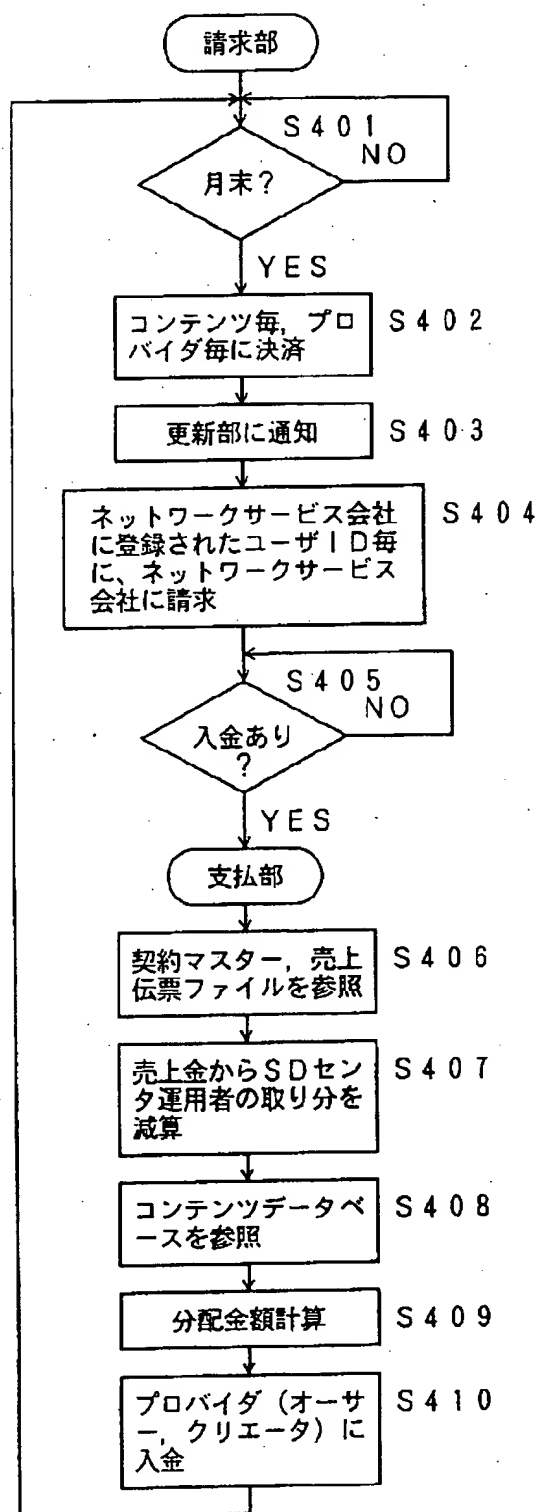 請求部
S401
NO
月末?
YES
コンテンツ毎,プロ
バイダ毎に決済
S402
更新部に通知
S403
ネットワークサービス会社
に登録されたユーザID毎
に、ネットワークサービス
会社に請求
S404
S405
NO
入金あり
?
YES
支払部
契約マスター,売上
伝票ファイルを参照
S406
売上金からSDセン
タ運用者の取り分を
減算
S407
コンテンツデータベ
ースを参照
S408
分配金額計算
S409
プロバイダ(オーサ
ー,クリエータ)に
入金
S410